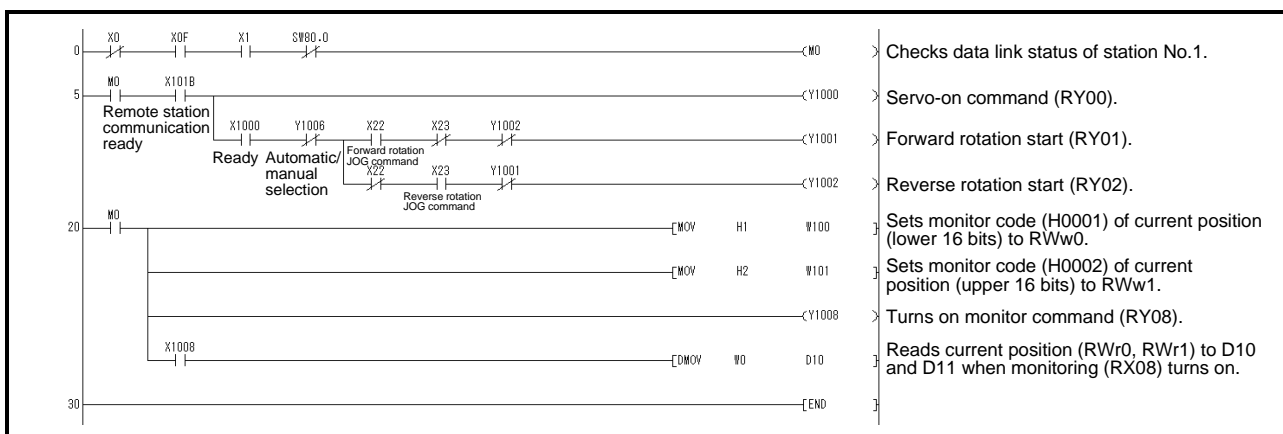 X0 X0F X1 SW80.0
0 (M0 ) Checks data link status of station No.1.
M0 X101B
5 (Y1000 ) Servo-on command (RY00).
Remote station
communication
ready
X1000 Y1006 X22 X23 Y1002
(Y1001 ) Forward rotation start (RY01).
Ready Automatic/
manual
selection
Forward rotation
JOG command
X22 X23 Y1001
(Y1002 ) Reverse rotation start (RY02).
Reverse rotation
JOG command
M0
20 [MOV H1 W100 ] Sets monitor code (H0001) of current position
(lower 16 bits) to RWw0.
[MOV H2 W101 ] Sets monitor code (H0002) of current
position (upper 16 bits) to RWw1.
(Y1008 ) Turns on monitor command (RY08).
X1008
[DMOV W0 D10 ] Reads current position (RWr0, RWr1) to D10
and D11 when monitoring (RX08) turns on.
30 [END ]